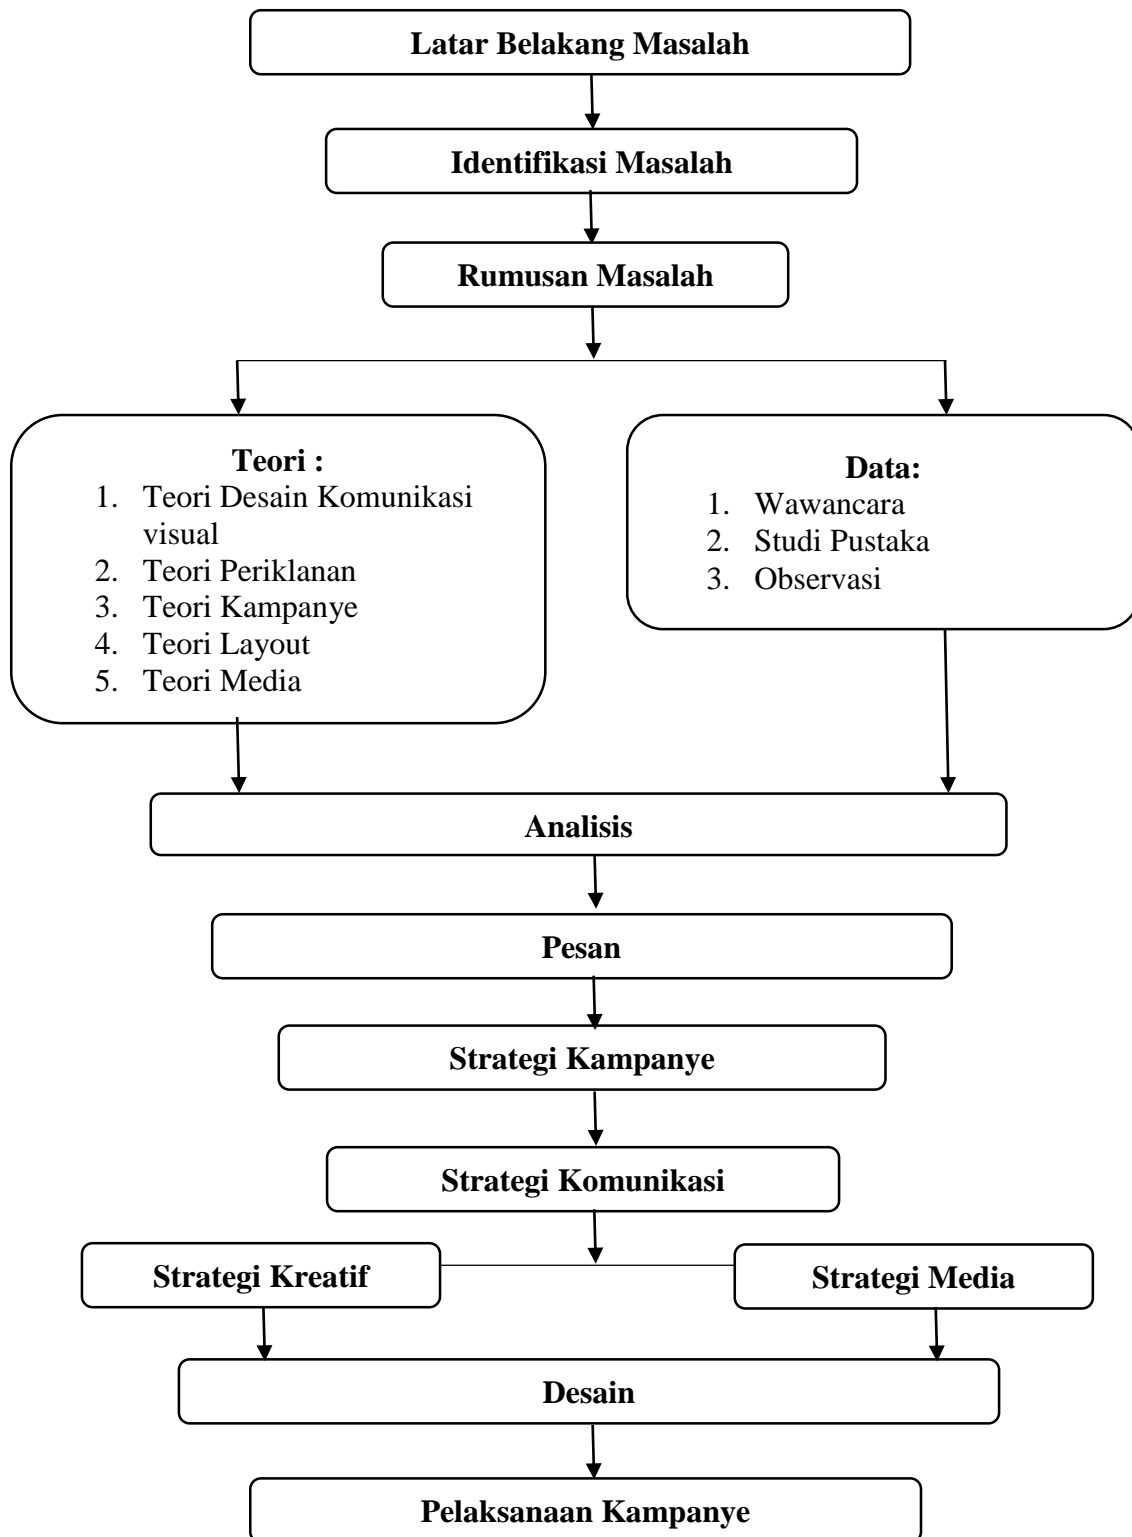 Latar Belakang Masalah
Identifikasi Masalah
Rumusan Masalah
Teori :
1. Teori Desain Komunikasi
visual
2. Teori Periklanan
3. Teori Kampanye
4. Teori Layout
5. Teori Media
Data:
1. Wawancara
2. Studi Pustaka
3. Observasi
Analisis
Pesan
Strategi Kampanye
Strategi Komunikasi
Strategi Kreatif
Strategi Media
Desain
Pelaksanaan Kampanye